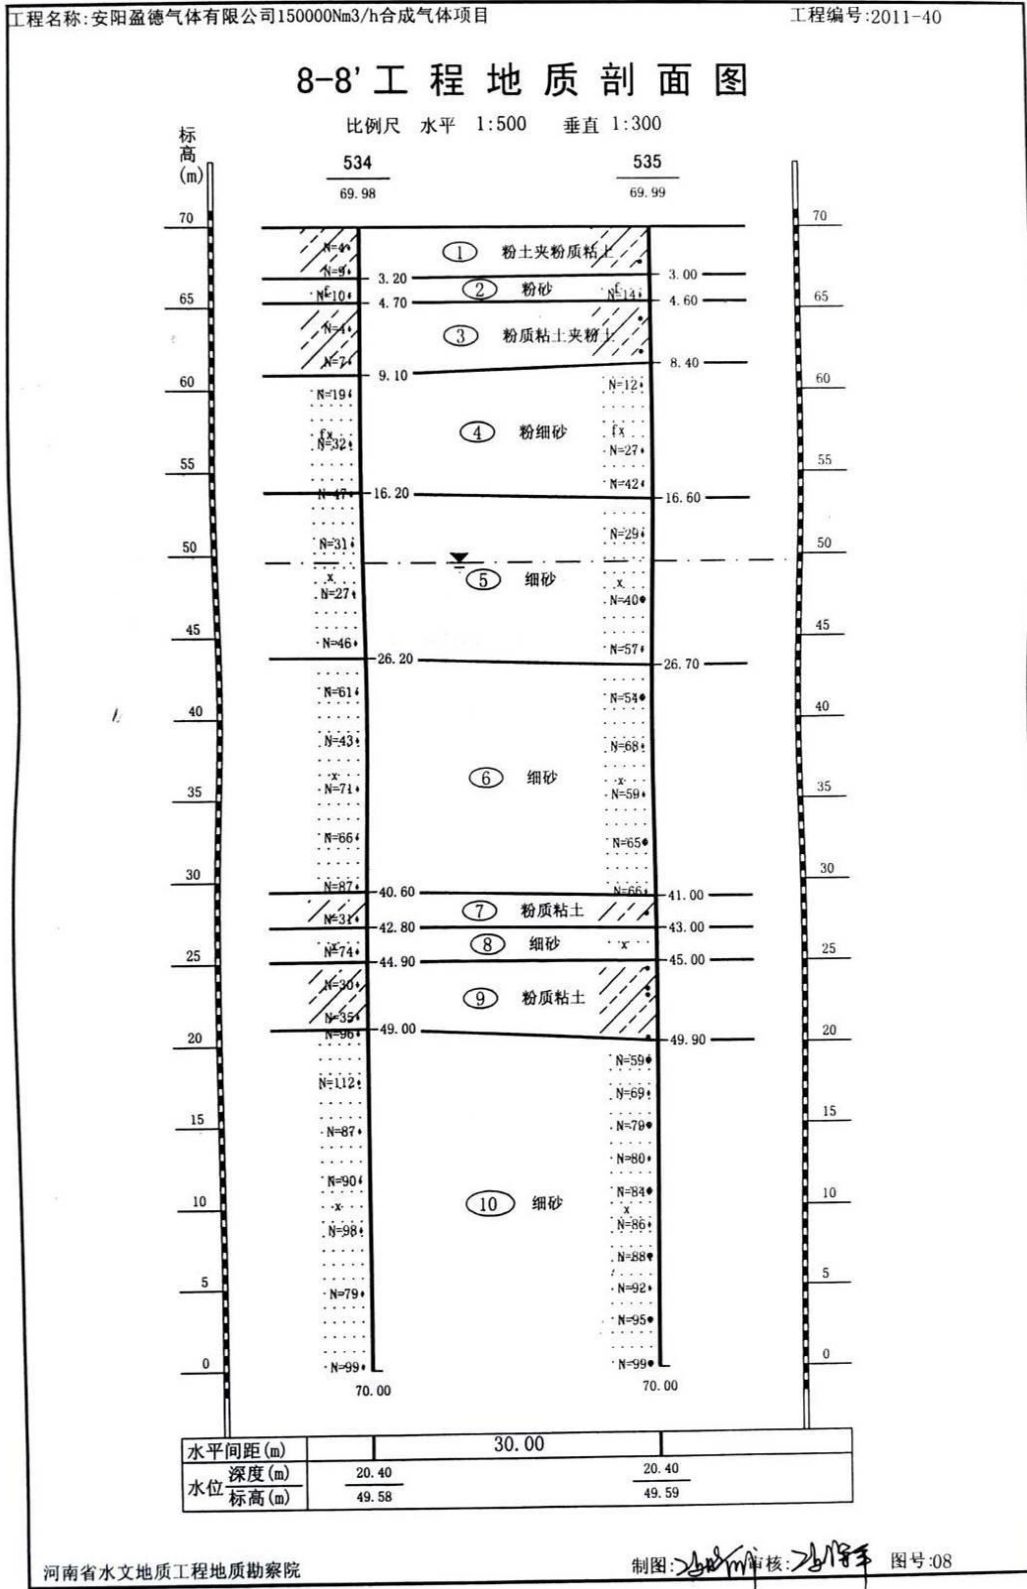 工程名称:安阳盈德气体有限公司150000Nm3/h合成气体项目 工程编号:2011-40
8-8'工程地质剖面图
比例尺 水平 1:500 垂直 1:300
标高(m)
534 535
69.98 69.99
70 70
N=4 ① 粉土夹粉质粘土
N=9 3.20 3.00
f ② 粉砂 f
N=10 N=14
65 4.70 4.60 65
N=4 ③ 粉质粘土夹粉土
N=7 8.40
60 9.10 N=12 60
N=19
fx ④ 粉细砂 fx
N=32 N=27
55 N=42 55
N=47 16.20 16.60
N=31 N=29
50 50
x ⑤ 细砂 x
N=27 N=40
45 N=46 N=57 45
26.20 26.70
N=61 N=54
40 40
N=43 N=68
x ⑥ 细砂 x
35 N=71 N=59 35
N=66 N=65
30 N=87 40.60 N=66 41.00 30
N=31 ⑦ 粉质粘土
42.80 43.00
x ⑧ 细砂 x
N=74
25 44.90 45.00 25
N=30 ⑨ 粉质粘土
N=35
20 N=96 49.00 49.90 20
N=59
N=112 N=69
15 N=87 N=79 15
N=80
N=90 N=84
10 x ⑩ 细砂 x 10
N=98 N=86
N=88
5 N=79 N=92 5
N=95
0 N=99 N=99 0
70.00 70.00
水平间距(m) 30.00
水位 深度(m) 20.40 20.40
标高(m) 49.58 49.59
河南省水文地质工程地质勘察院 制图: 审核: 图号:08